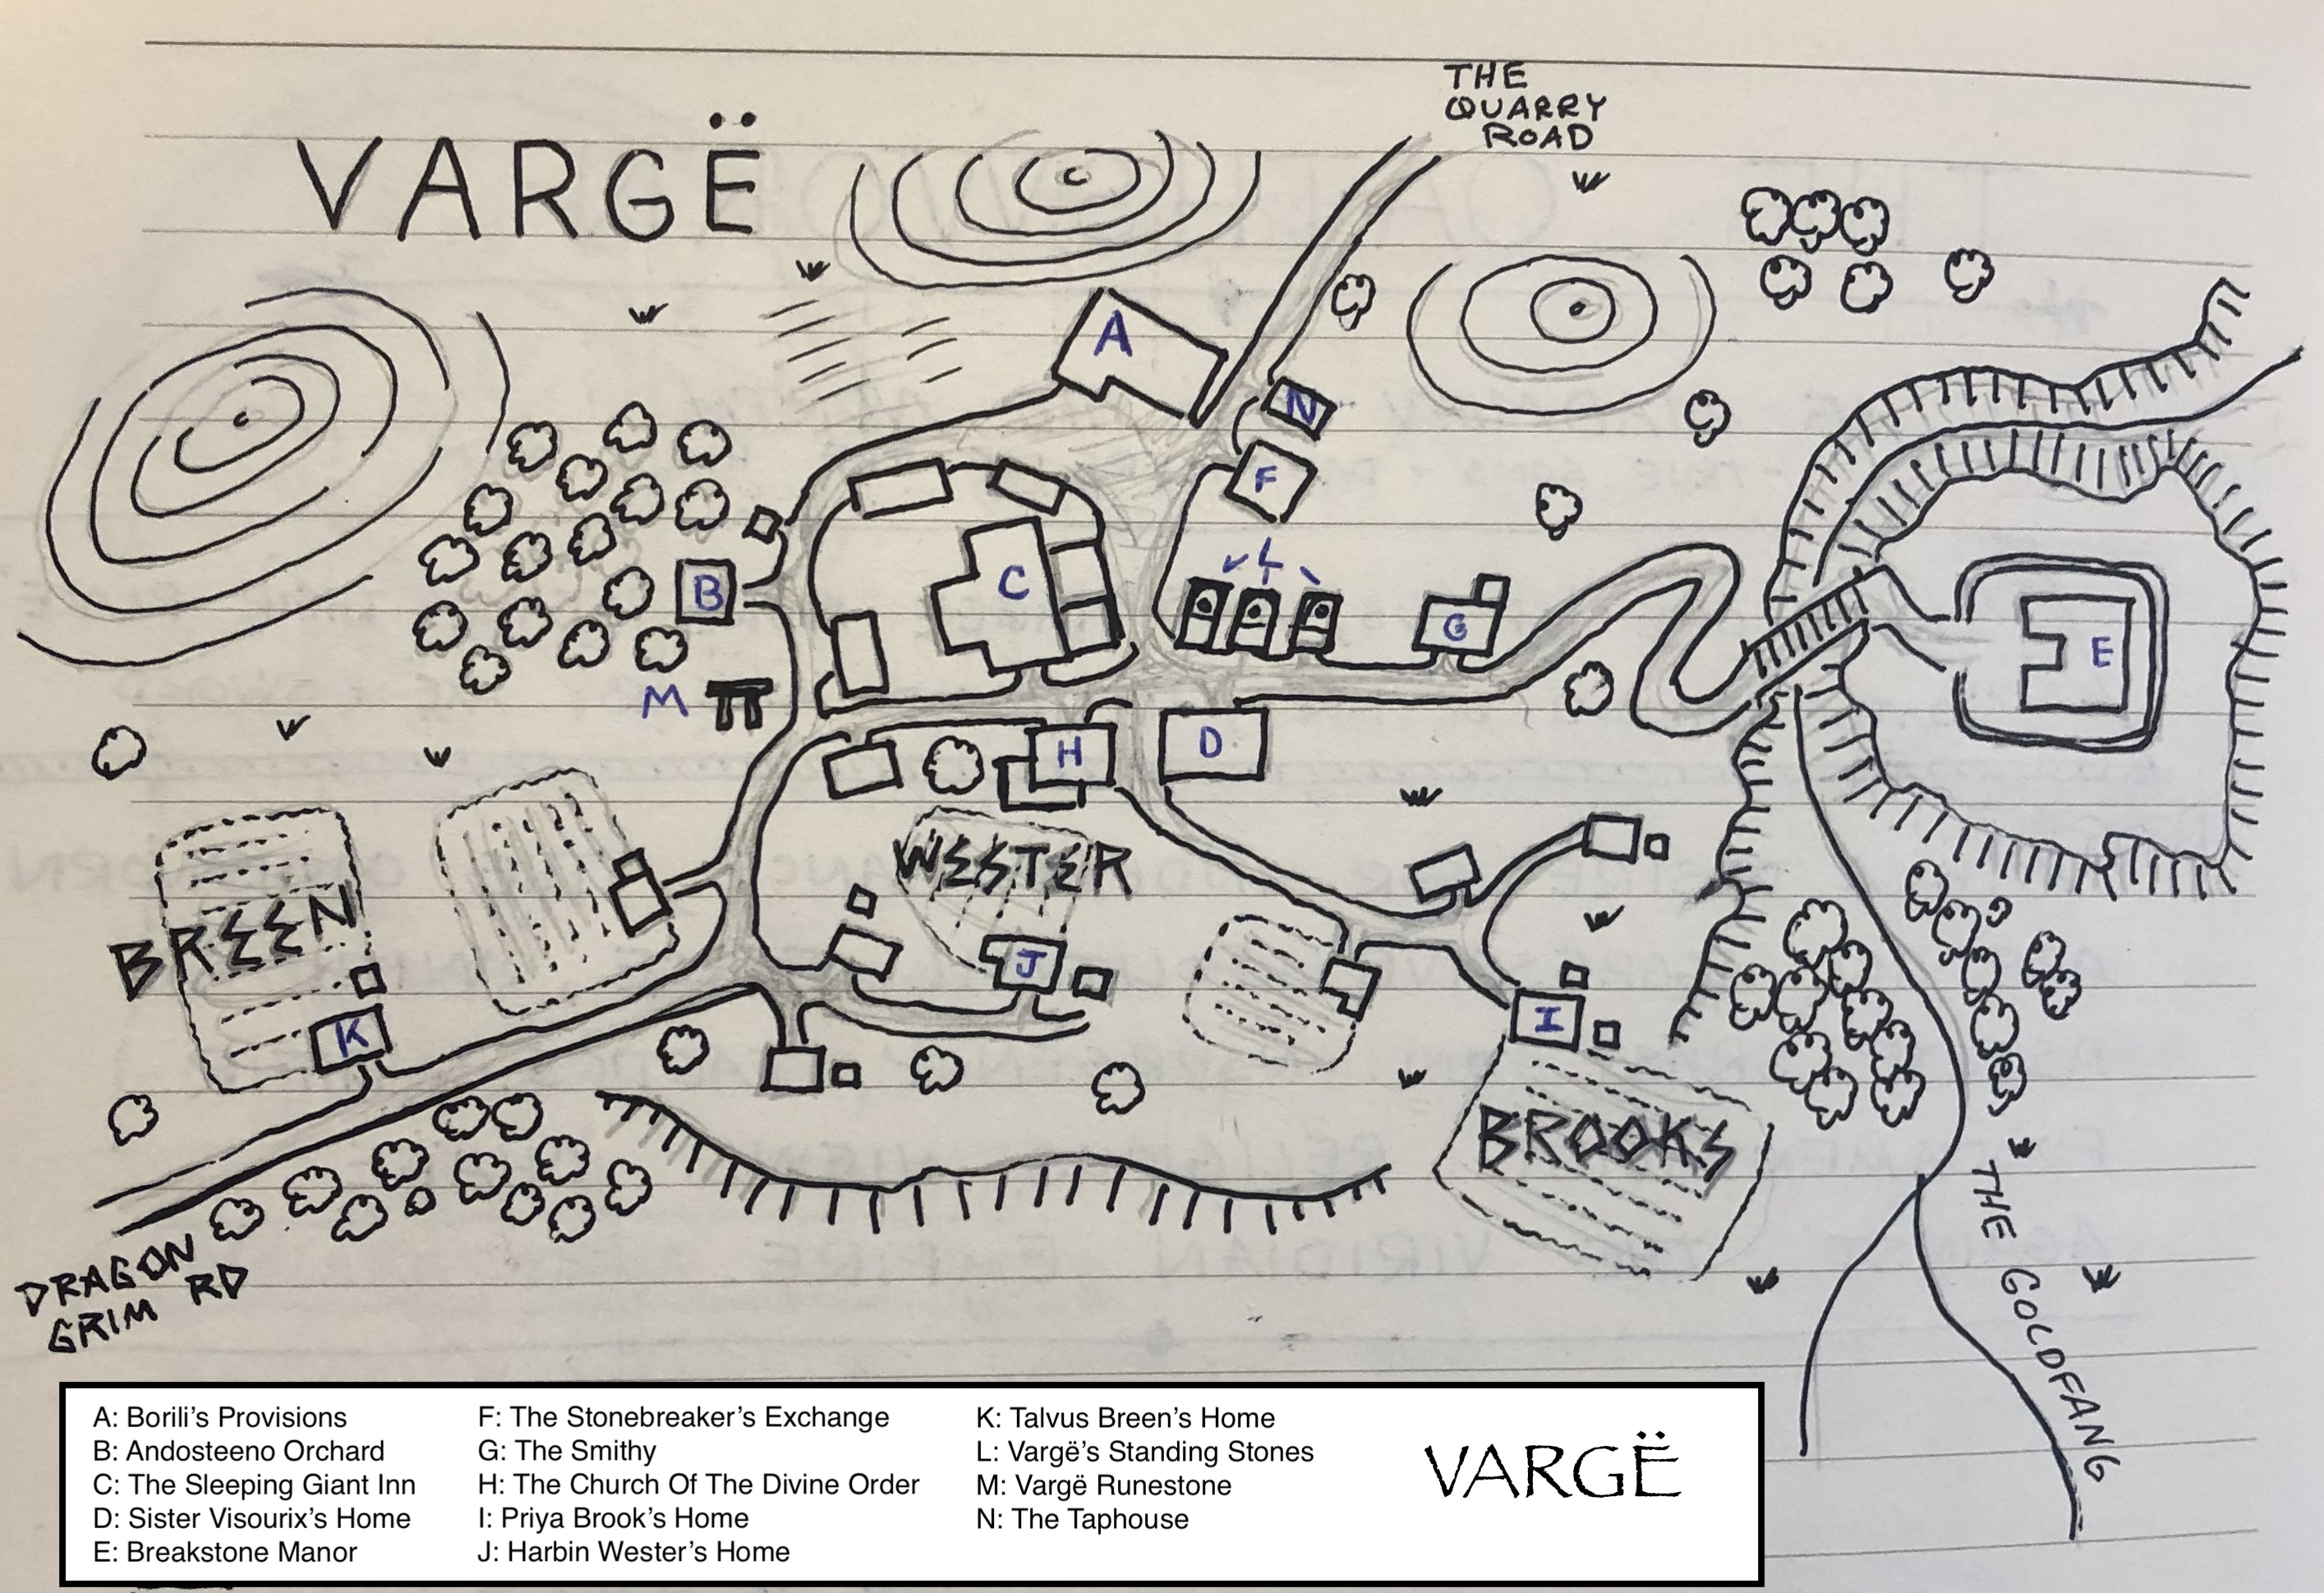 THE
QUARRY
ROAD
VARGË
A
N
F
B
C
L
G
E
M
H
D
WESTER
BREEN
J
K
I
BROOKS
THE GOLDFANG
DRAGON
GRIM RD
A: Borili's Provisions
B: Andosteeno Orchard
C: The Sleeping Giant Inn
D: Sister Visourix's Home
E: Breakstone Manor
F: The Stonebreaker's Exchange
G: The Smithy
H: The Church Of The Divine Order
I: Priya Brook's Home
J: Harbin Wester's Home
K: Talvus Breen's Home
L: Vargë's Standing Stones
M: Vargë Runestone
N: The Taphouse
VARGË